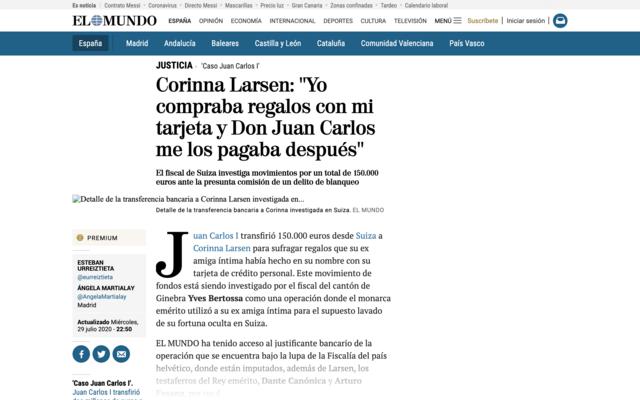 Es noticia Contrato Messi Coronavirus Directo Messi Mascarillas Precio luz Gran Canaria Zonas confinadas Tardeo Calendario laboral
EL MUNDO ESPAÑA OPINIÓN ECONOMÍA INTERNACIONAL DEPORTES CULTURA TELEVISIÓN MENÚ Suscríbete Iniciar sesión
España Madrid Andalucía Baleares Castilla y León Cataluña Comunidad Valenciana País Vasco
JUSTICIA 'Caso Juan Carlos I'
Corinna Larsen: "Yo
compraba regalos con mi
tarjeta y Don Juan Carlos
me los pagaba después"
El fiscal de Suiza investiga movimientos por un total de 150.000
euros ante la presunta comisión de un delito de blanqueo
Detalle de la transferencia bancaria a Corinna Larsen investigada en...
Detalle de la transferencia bancaria a Corinna investigada en Suiza. EL MUNDO
PREMIUM
ESTEBAN
URREIZTIETA
@eurreiztieta
ÁNGELA MARTIALAY
@AngelaMartialay
Madrid
Actualizado Miércoles,
29 julio 2020 - 22:50
'Caso Juan Carlos I'.
Juan Carlos I transfirió
Juan Carlos I transfirió 150.000 euros desde Suiza a
Corinna Larsen para sufragar regalos que su ex
amiga íntima había hecho en su nombre con su
tarjeta de crédito personal. Este movimiento de
fondos está siendo investigado por el fiscal del cantón de
Ginebra Yves Bertossa como una operación donde el monarca
emérito utilizó a su ex amiga íntima para el supuesto lavado
de su fortuna oculta en Suiza.
EL MUNDO ha tenido acceso al justificante bancario de la
operación que se encuentra bajo la lupa de la Fiscalía del país
helvético, donde están imputados, además de Larsen, los
testaferros del Rey emérito, Dante Canónica y Arturo